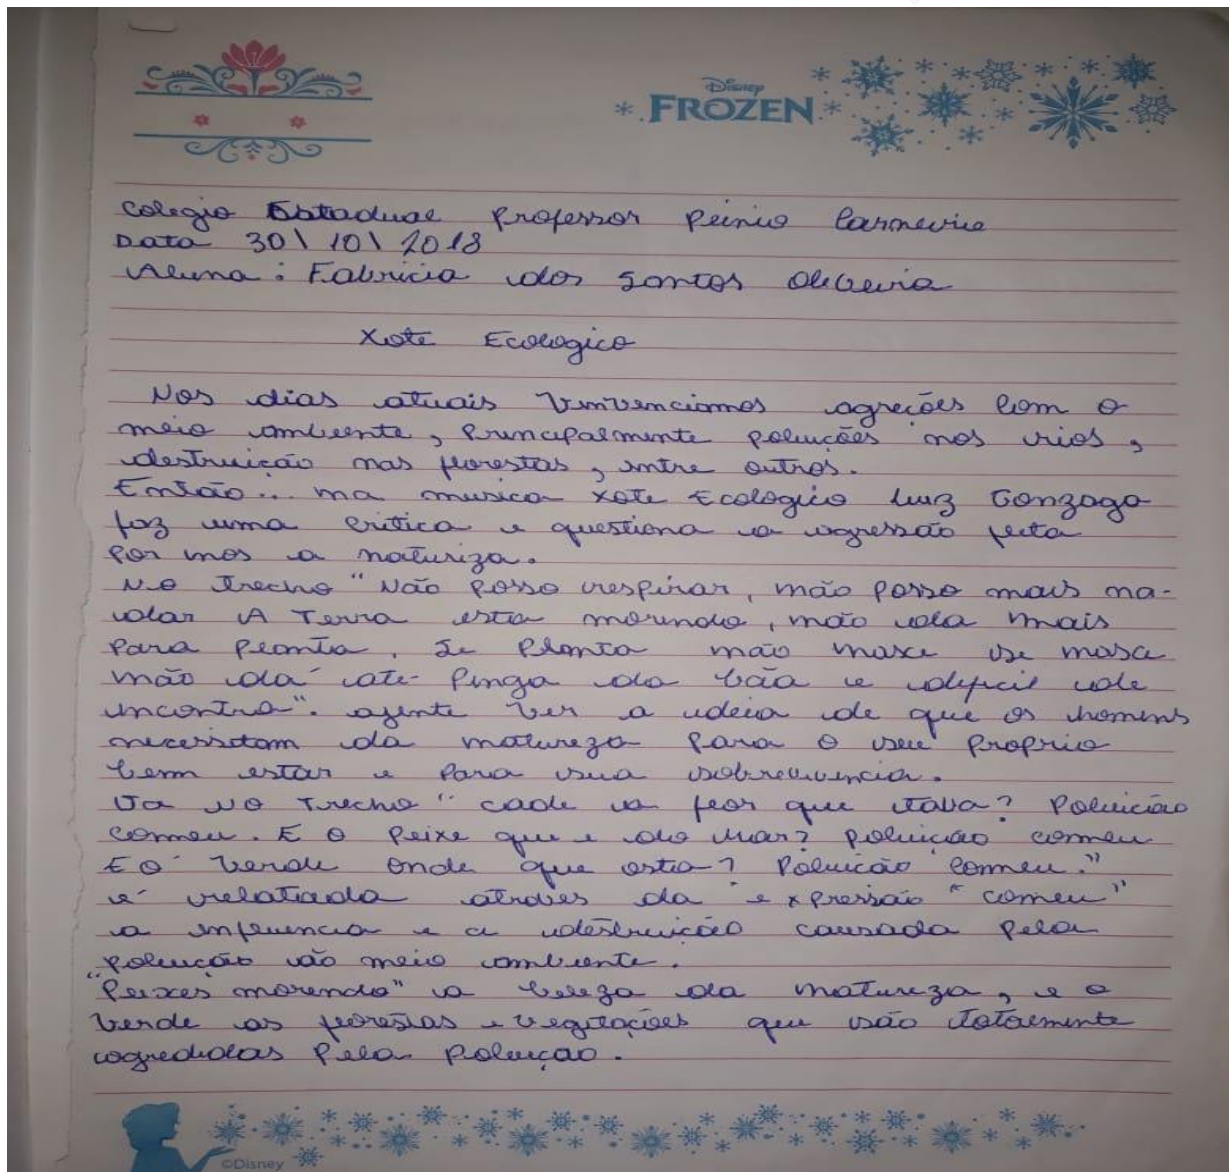 Disney
FROZEN
Colegio Estadual Professor Plinio Carneiro
Data 30\10\2018
Aluna: Fabricia dos Santos Oliveira
Xote Ecologico
Nos dias atuais vivenciamos agreções com o
meio ambiente, principalmente poluições nos rios,
destruição nas florestas, entre outros.
Então... na musica xote Ecologico luiz Gonzaga
faz uma critica e questiona a agressão feita
por nos a natureza.
No trecho "Não posso respirar, não posso mais na-
dar A Terra esta morendo, não da mais
para planta. Se planta não nasce se nasce
não da até pinga da bôa e dificil de
encontra". agente ver a ideia de que os homens
necessitam da natureza para o seu proprio
bem estar e para sua sobrevivencia.
Ja no trecho "cade a flor que tava? Poluição
comeu. E o peixe que e do mar? poluição comeu
E o verde onde que esta? Poluição comeu."
é relatada atraves da expressão "comeu"
a influencia e a destruição causada pela
polução ao meio ambiente.
"Peixes morendo" a beleza da natureza, e o
verde as florestas e vegetações que são totalmente
agredidas pela poluição.
©Disney